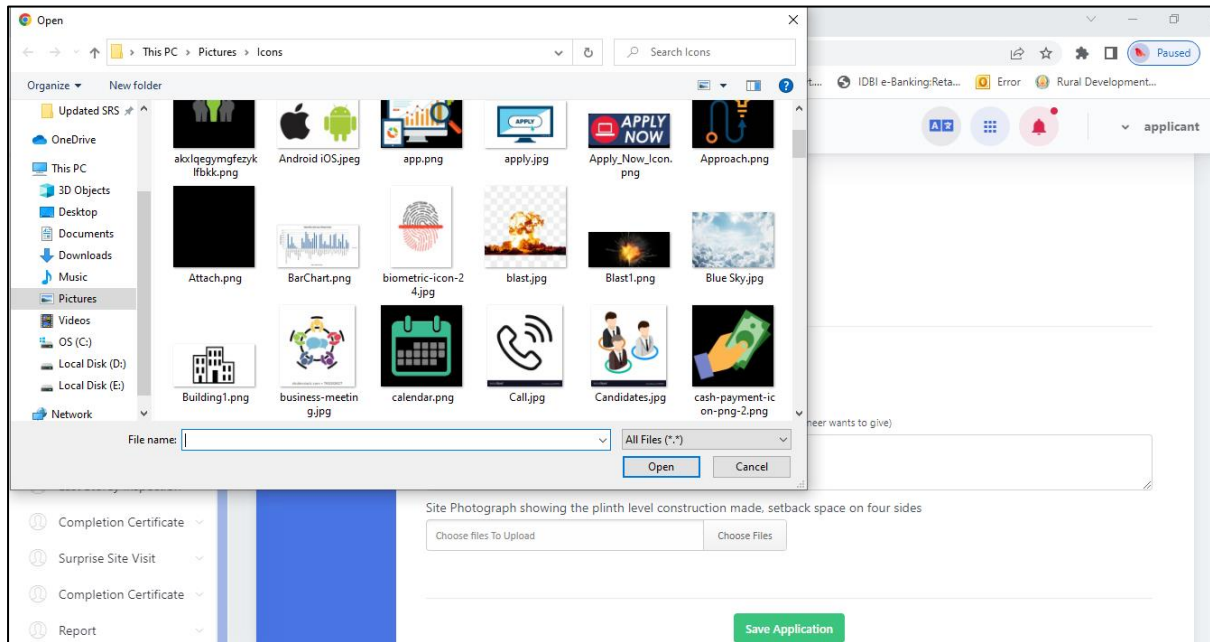 Open
This PC > Pictures > Icons
Search Icons
Paused
Organize
New folder
IDBI e-Banking:Reta...
Error
Rural Development...
applicant
Updated SRS
OneDrive
This PC
3D Objects
Desktop
Documents
Downloads
Music
Pictures
Videos
OS (C:)
Local Disk (D:)
Local Disk (E:)
Network
APPLY
APPLY
NOW
akxlqegymgfezyk
lfbkk.png
Android iOS.jpeg
app.png
apply.jpg
Apply_Now_Icon.
png
Approach.png
Attach.png
BarChart.png
biometric-icon-2
4.jpg
blast.jpg
Blast1.png
Blue Sky.jpg
Building1.png
business-meetin
g.jpg
calendar.png
Call.jpg
Candidates.jpg
cash-payment-ic
on-png-2.png
File name:
All Files (*.*)
Open
Cancel
neer wants to give)
Site Photograph showing the plinth level construction made, setback space on four sides
Choose files To Upload
Choose Files
Completion Certificate
Surprise Site Visit
Completion Certificate
Report
Save Application